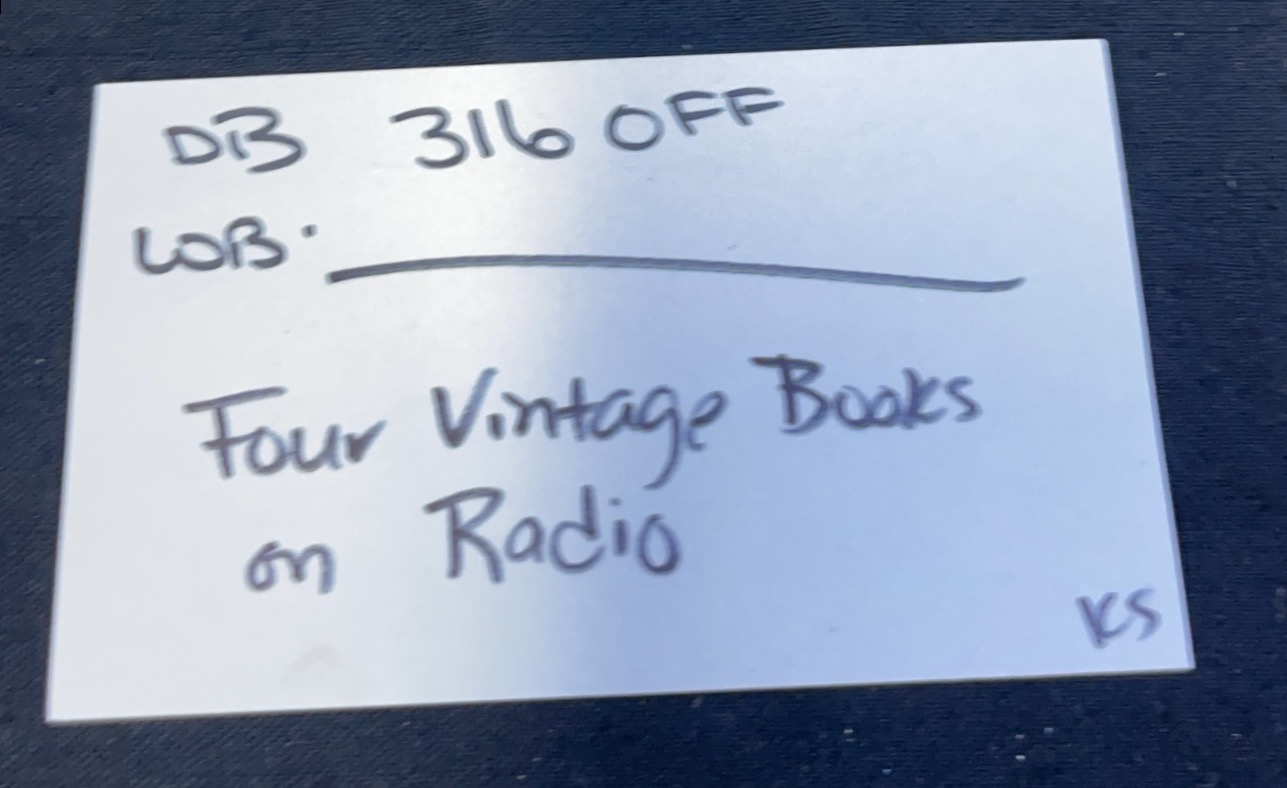 DB 316 OFF
LOB.
Four Vintage Books
on Radio
KS